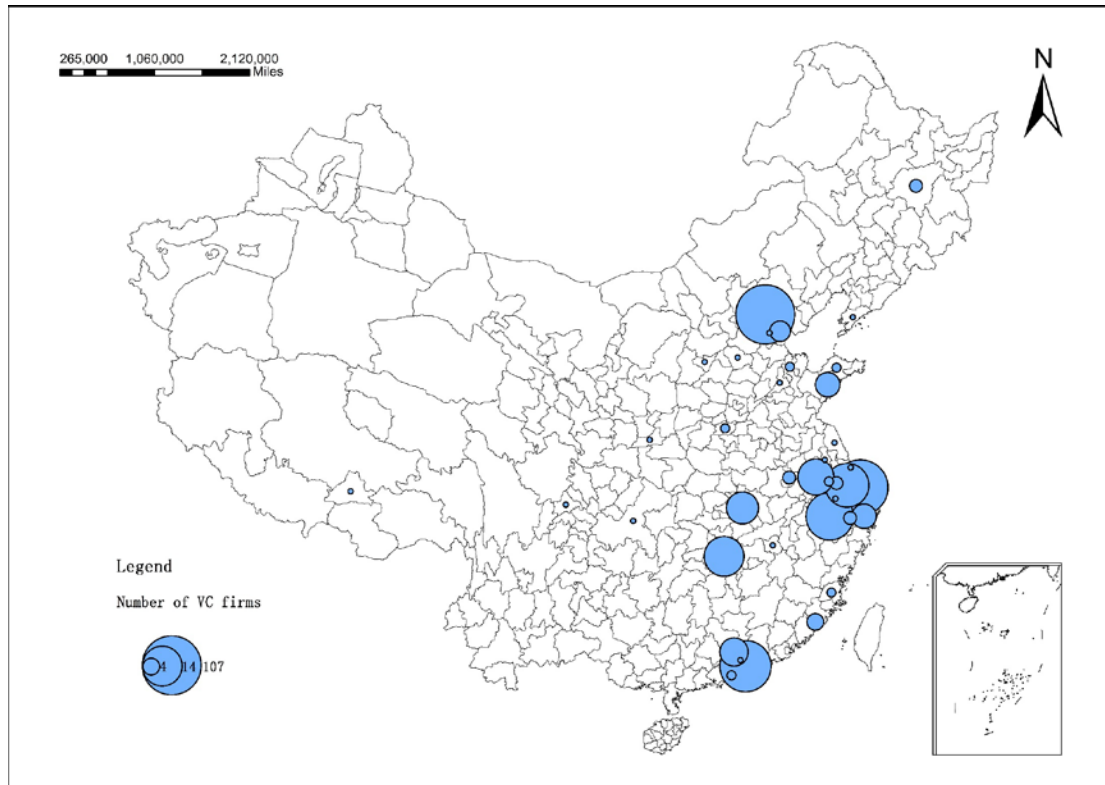 265,000 1,060,000 2,120,000
Miles
N
Legend
Number of VC firms
4 14 107